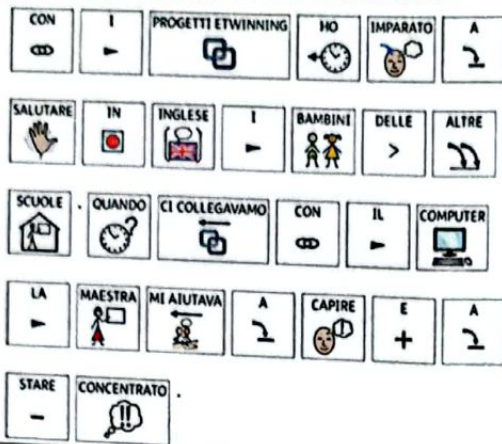 CON I PROGETTI ETWINNING HO IMPARATO A
SALUTARE IN INGLESE I BAMBINI DELLE ALTRE
SCUOLE. QUANDO CI COLLEGAVAMO CON IL COMPUTER
LA MAESTRA MI AIUTAVA A CAPIRE E A
STARE CONCENTRATO.